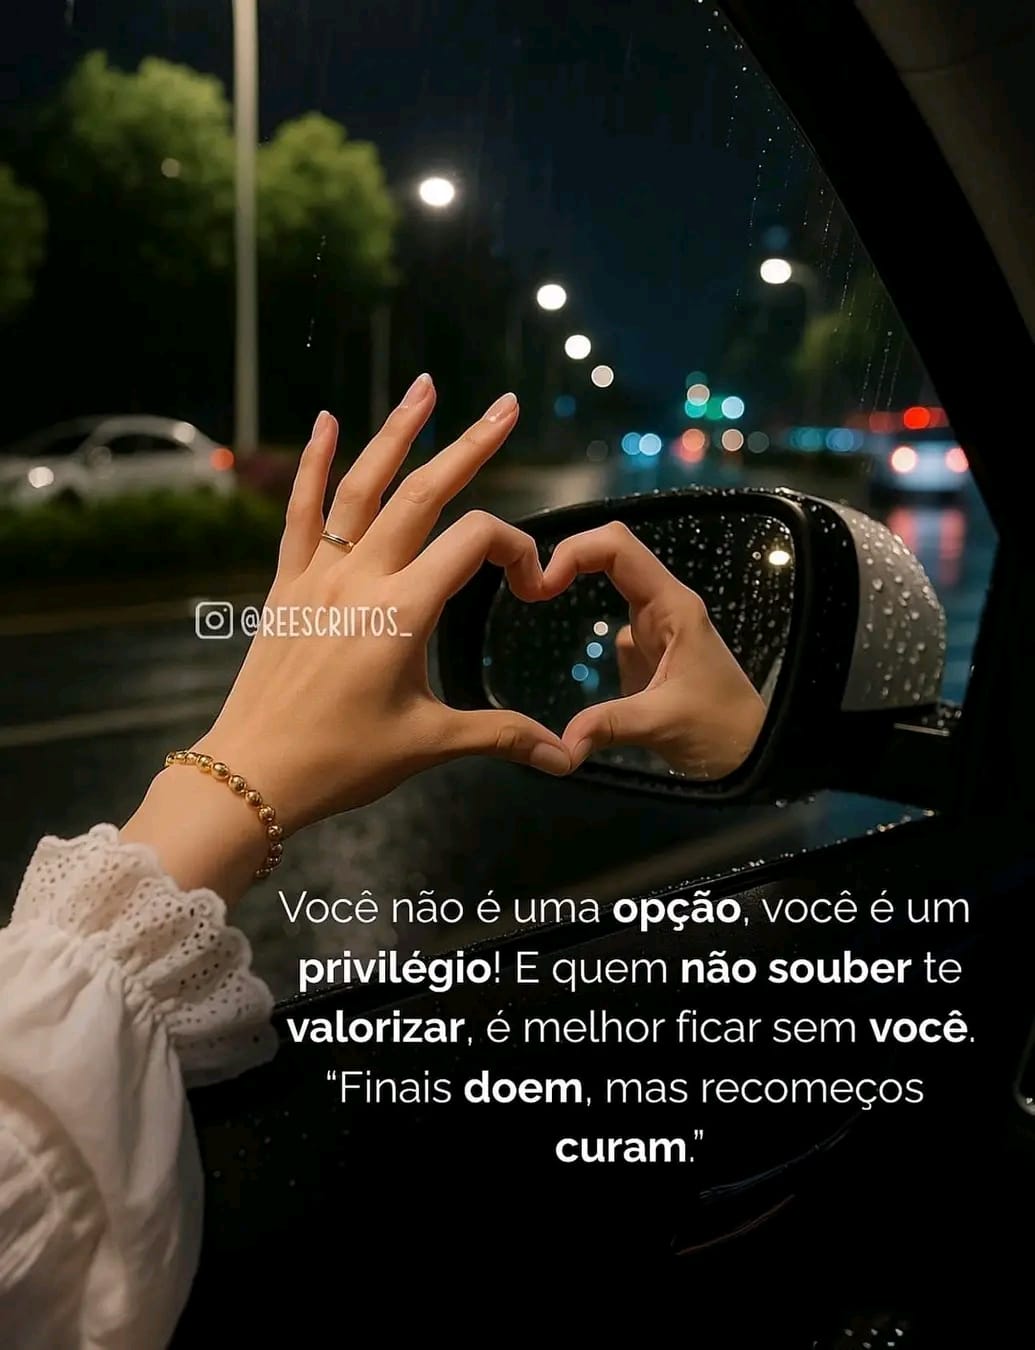 @REESCRIITOS_
Você não é uma opção, você é um
privilégio! E quem não souber te
valorizar, é melhor ficar sem você.
“Finais doem, mas recomeços
curam.”